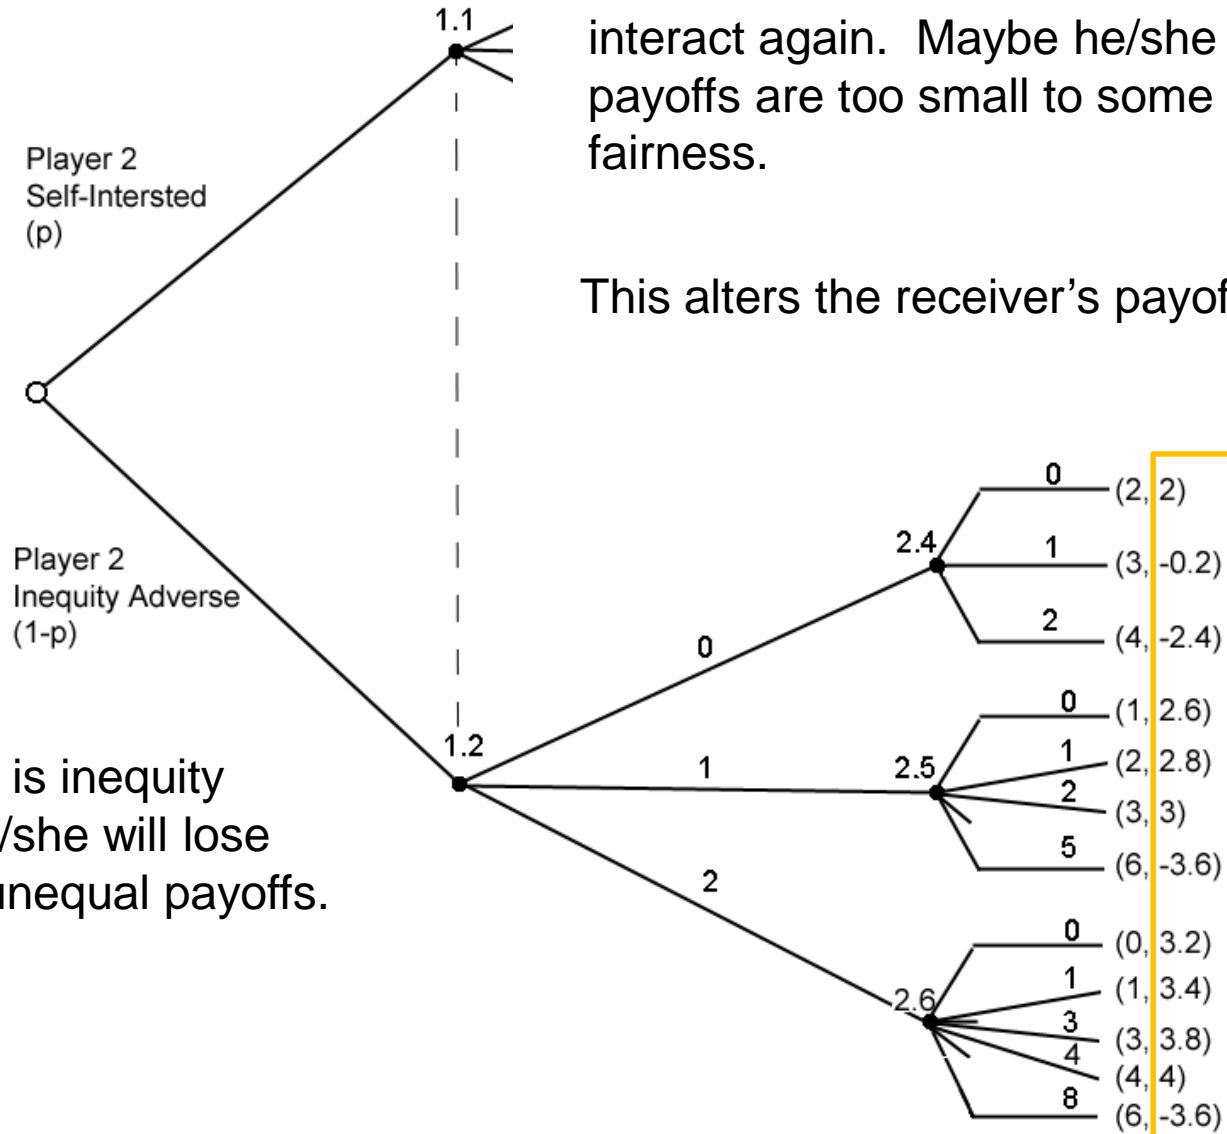 1.1
interact again.  Maybe he/she
payoffs are too small to some
fairness.
Player 2
Self-Intersted
(p)
This alters the receiver's payof
Player 2
Inequity Adverse
(1-p)
1.2
is inequity
/she will lose
unequal payoffs.
0
1
2
2.4
0 (2, 2)
1 (3, -0.2)
2 (4, -2.4)
2.5
0 (1, 2.6)
1 (2, 2.8)
2 (3, 3)
5 (6, -3.6)
2.6
0 (0, 3.2)
1 (1, 3.4)
3 (3, 3.8)
4 (4, 4)
8 (6, -3.6)